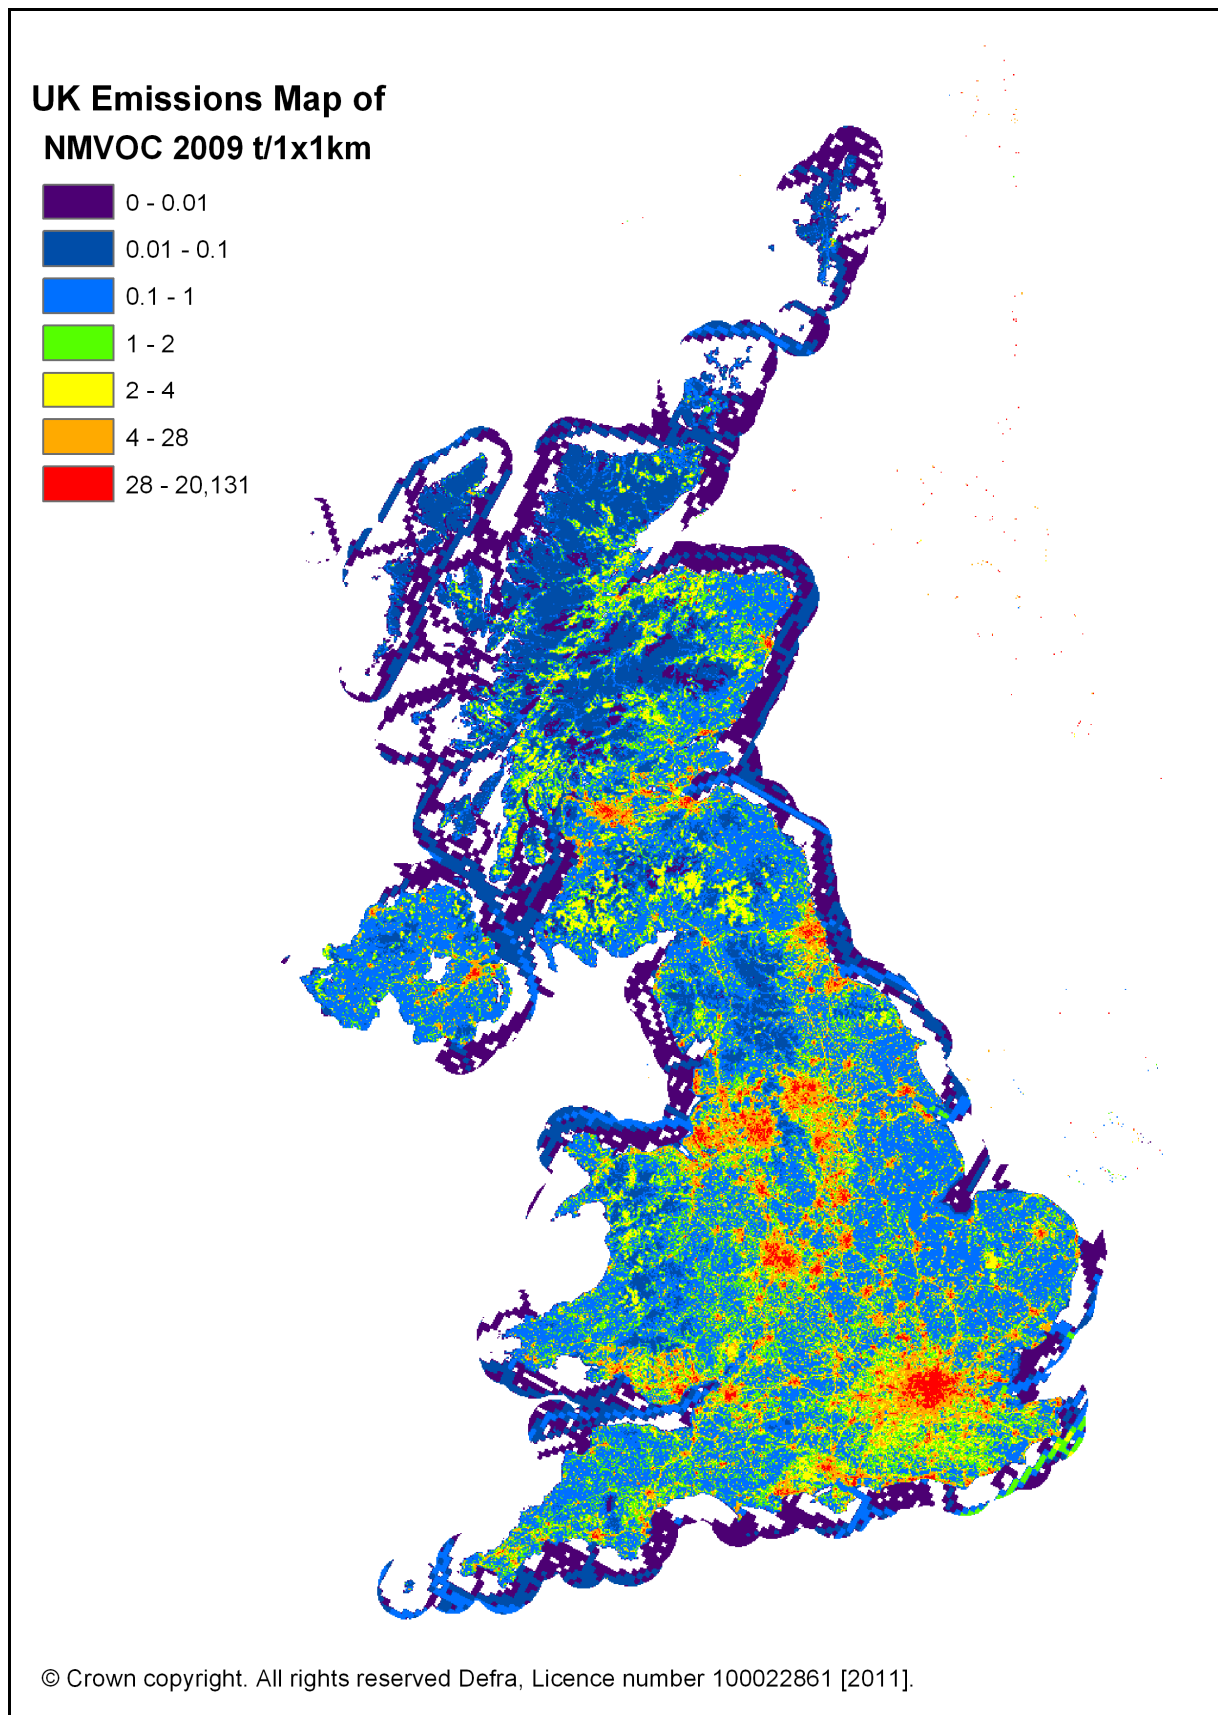 UK Emissions Map of
NMVOC 2009 t/1x1km
0 - 0.01
0.01 - 0.1
0.1 - 1
1 - 2
2 - 4
4 - 28
28 - 20,131
© Crown copyright. All rights reserved Defra, Licence number 100022861 [2011].